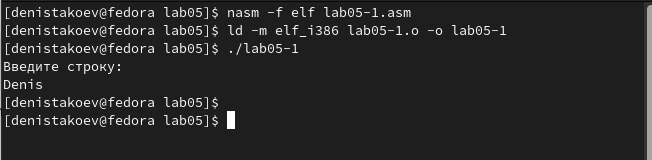 [denistakoev@fedora lab05]$ nasm -f elf lab05-1.asm
[denistakoev@fedora lab05]$ ld -m elf_i386 lab05-1.o -o lab05-1
[denistakoev@fedora lab05]$ ./lab05-1
Введите строку:
Denis
[denistakoev@fedora lab05]$
[denistakoev@fedora lab05]$